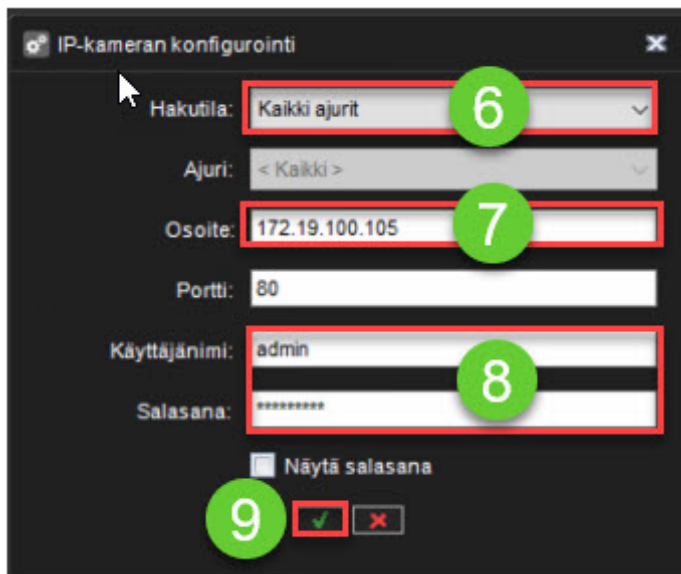 IP-kameran konfigurointi
Hakutila: Kaikki ajurit 6
Ajuri: < Kaikki >
Osoite: 172.19.100.105 7
Portti: 80
Käyttäjänimi: admin
8
Salasana: *********
Näytä salasana
9